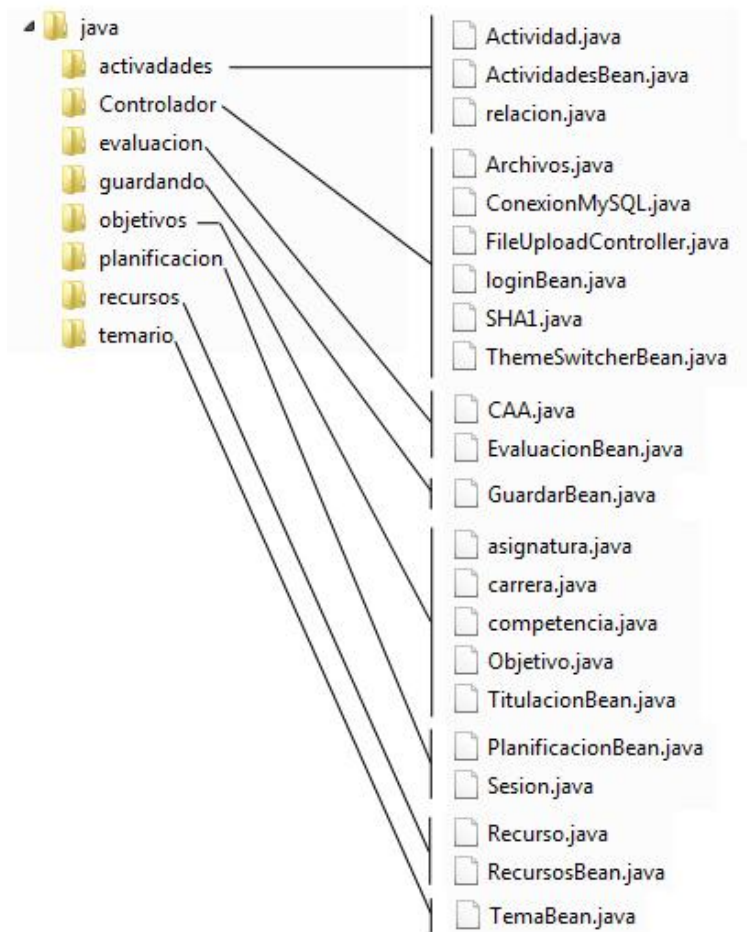 java
activadades
Controlador
evaluacion
guardando
objetivos
planificacion
recursos
temario
Actividad.java
ActividadesBean.java
relacion.java
Archivos.java
ConexionMySQL.java
FileUploadController.java
loginBean.java
SHA1.java
ThemeSwitcherBean.java
CAA.java
EvaluacionBean.java
GuardarBean.java
asignatura.java
carrera.java
competencia.java
Objetivo.java
TitulacionBean.java
PlanificacionBean.java
Sesion.java
Recurso.java
RecursosBean.java
TemaBean.java